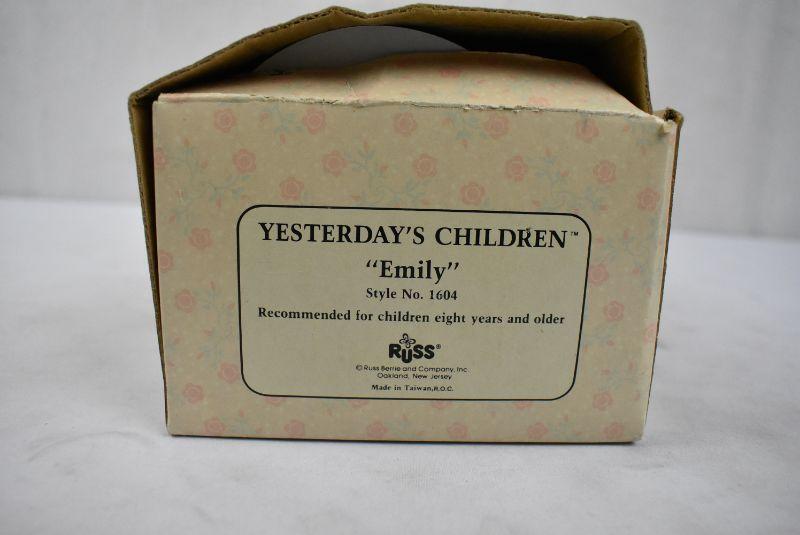 YESTERDAY'S CHILDREN™
"Emily"
Style No. 1604
Recommended for children eight years and older
RUSS®
© Russ Berrie and Company, Inc.
Oakland, New Jersey
Made in Taiwan, R.O.C.